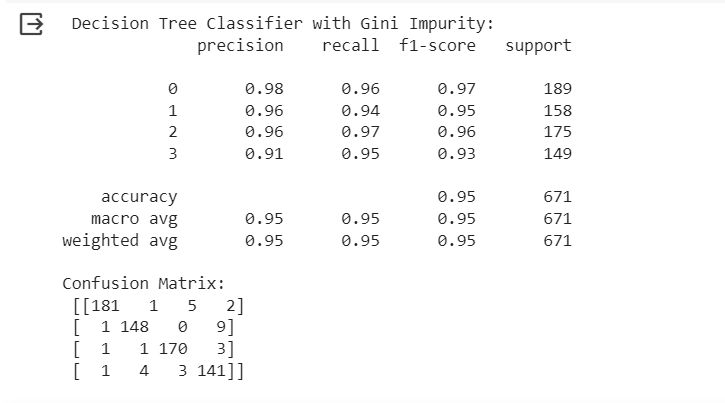 Decision Tree Classifier with Gini Impurity:
precision recall f1-score support
0 0.98 0.96 0.97 189
1 0.96 0.94 0.95 158
2 0.96 0.97 0.96 175
3 0.91 0.95 0.93 149
accuracy 0.95 671
macro avg 0.95 0.95 0.95 671
weighted avg 0.95 0.95 0.95 671
Confusion Matrix:
[[181 1 5 2]
[ 1 148 0 9]
[ 1 1 170 3]
[ 1 4 3 141]]